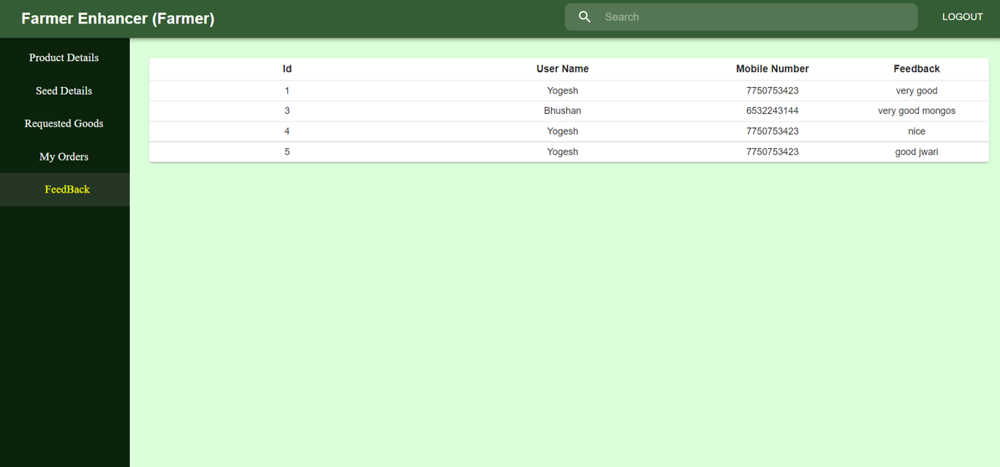 Farmer Enhancer (Farmer) Search LOGOUT
Product Details
Seed Details
Requested Goods
My Orders
FeedBack
Id User Name Mobile Number Feedback
1 Yogesh 7750753423 very good
3 Bhushan 6532243144 very good mongos
4 Yogesh 7750753423 nice
5 Yogesh 7750753423 good jwari